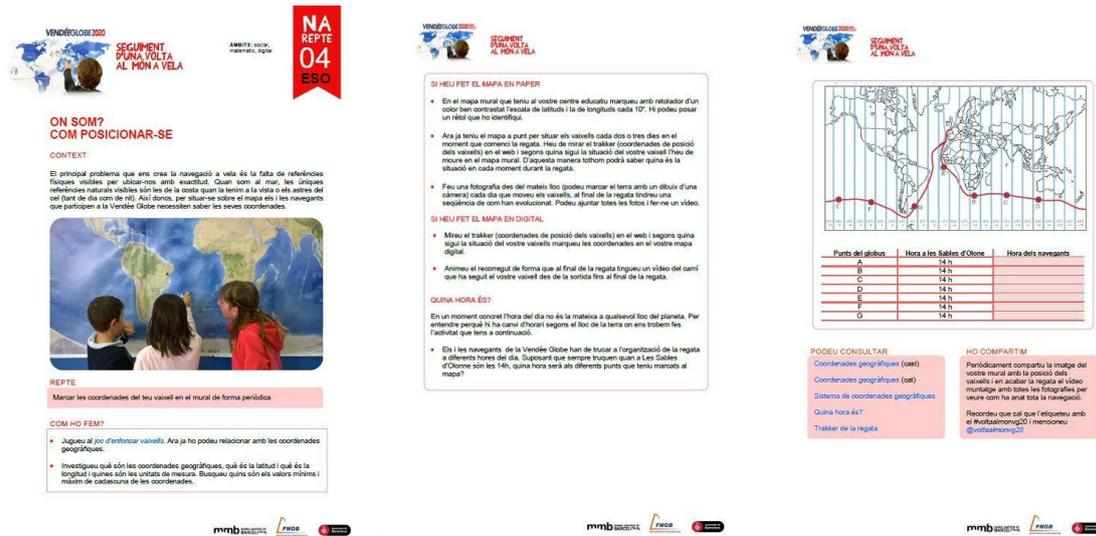 VENDÉEGLOBE2020
SEGUIMENT
D'UNA VOLTA
AL MÓN A VELA
ÀMBITS: social,
matemàtic, digital
NA
REPTE
04
ESO
ON SOM?
COM POSICIONAR-SE
CONTEXT
El principal problema que ens crea la navegació a vela és la falta de referències
físiques visibles per ubicar-nos amb exactitud. Quan som al mar, les úniques
referències naturals visibles són les de la costa quan la tenim a la vista o els astres del
cel (tant de dia com de nit). Així doncs, per situar-se sobre el mapa els i les navegants
que participen a la Vendée Globe necessiten saber les seves coordenades.
REPTE
Marcar les coordenades del teu vaixell en el mural de forma periòdica
COM HO FEM?
Jugueu al joc d'enfonsar vaixells. Ara ja ho podeu relacionar amb les coordenades
geogràfiques.
Investigueu què són les coordenades geogràfiques, què és la latitud i què és la
longitud i quines són les unitats de mesura. Busqueu quins són els valors mínims i
màxim de cadascuna de les coordenades.
mmb
FNOB
VENDÉEGLOBE2020
SEGUIMENT
D'UNA VOLTA
AL MÓN A VELA
SI HEU FET EL MAPA EN PAPER
En el mapa mural que teniu al vostre centre educatiu marqueu amb retolador d'un
color ben contrastat l'escala de latituds i la de longituds cada 10°. Hi podeu posar
un rètol que ho identifiqui.
Ara ja teniu el mapa a punt per situar els vaixells cada dos o tres dies en el
moment que comenci la regata. Heu de mirar el trakker (coordenades de posició
dels vaixells) en el web i segons quina sigui la situació del vostre vaixell l'heu de
moure en el mapa mural. D'aquesta manera tothom podrà saber quina és la
situació en cada moment durant la regata.
Feu una fotografia des del mateix lloc (podeu marcar el terra amb un dibuix d'una
càmera) cada dia que moveu els vaixells, al final de la regata tindreu una
seqüència de com han evolucionat. Podeu ajuntar totes les fotos i fer-ne un vídeo.
SI HEU FET EL MAPA EN DIGITAL
Mireu el trakker (coordenades de posició dels vaixells) en el web i segons quina
sigui la situació del vostre vaixells marqueu les coordenades en el vostre mapa
digital.
Animeu el recorregut de forma que al final de la regata tingueu un vídeo del camí
que ha seguit el vostre vaixell des de la sortida fins al final de la regata.
QUINA HORA ÉS?
En un moment concret l'hora del dia no és la mateixa a qualsevol lloc del planeta. Per
entendre perquè hi ha canvi d'horari segons el lloc de la terra on ens trobem fes
l'activitat que tens a continuació.
Els i les navegants de la Vendée Globe han de trucar a l'organització de la regata
a diferents hores del dia. Suposant que sempre truquen quan a Les Sables
d'Olonne són les 14h, quina hora serà als diferents punts que teniu marcats al
mapa?
mmb
FNOB
VENDÉEGLOBE2020
SEGUIMENT
D'UNA VOLTA
AL MÓN A VELA
A
E F G B C D
Punts del globus Hora a les Sables d'Olone Hora dels navegants
A 14 h
B 14 h
C 14 h
D 14 h
E 14 h
F 14 h
G 14 h
PODEU CONSULTAR
Coordenades geogràfiques (cast)
Coordenades geogràfiques (cat)
Sistema de coordenades geogràfiques
Quina hora és?
Trakker de la regata
HO COMPARTIM
Periòdicament compartiu la imatge del
vostre mural amb la posició dels
vaixells i en acabar la regata el vídeo
muntatge amb totes les fotografies per
veure com ha anat tota la navegació.
Recordeu que cal que l'etiqueteu amb
el #voltaalmonvg20 i mencioneu
@voltaalmonvg20
mmb
FNOB